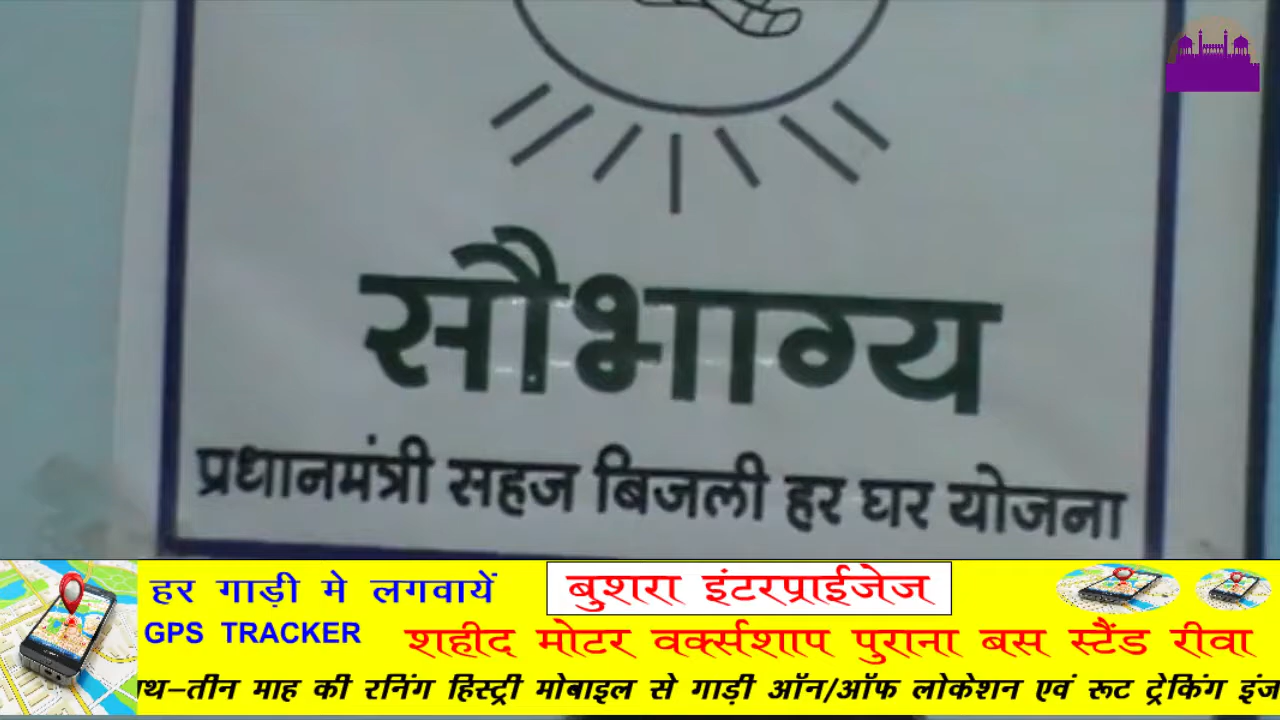 सौभाग्य
प्रधानमंत्री सहज बिजली हर घर योजना
हर गाड़ी मे लगवायें
बुशरा इंटरप्राईजेज
GPS TRACKER
शहीद मोटर वर्क्सशाप पुराना बस स्टैंड रीवा
तीन माह की रनिंग हिस्ट्री मोबाइल से गाड़ी ऑन/ऑफ लोकेशन एवं रूट ट्रेकिंग